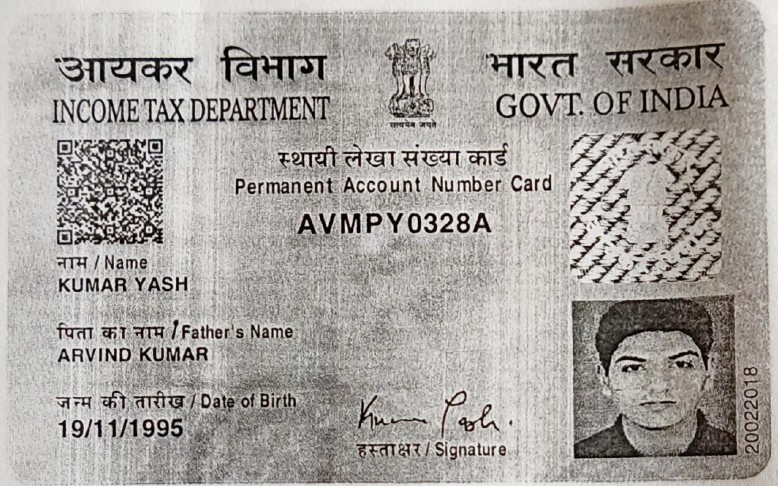 आयकर विभाग
INCOME TAX DEPARTMENT
सत्यमेव जयते
भारत सरकार
GOVT. OF INDIA
स्थायी लेखा संख्या कार्ड
Permanent Account Number Card
AVMPY0328A
नाम / Name
KUMAR YASH
पिता का नाम / Father's Name
ARVIND KUMAR
जन्म की तारीख / Date of Birth
19/11/1995
Kumar Yash.
हस्ताक्षर / Signature
20022018